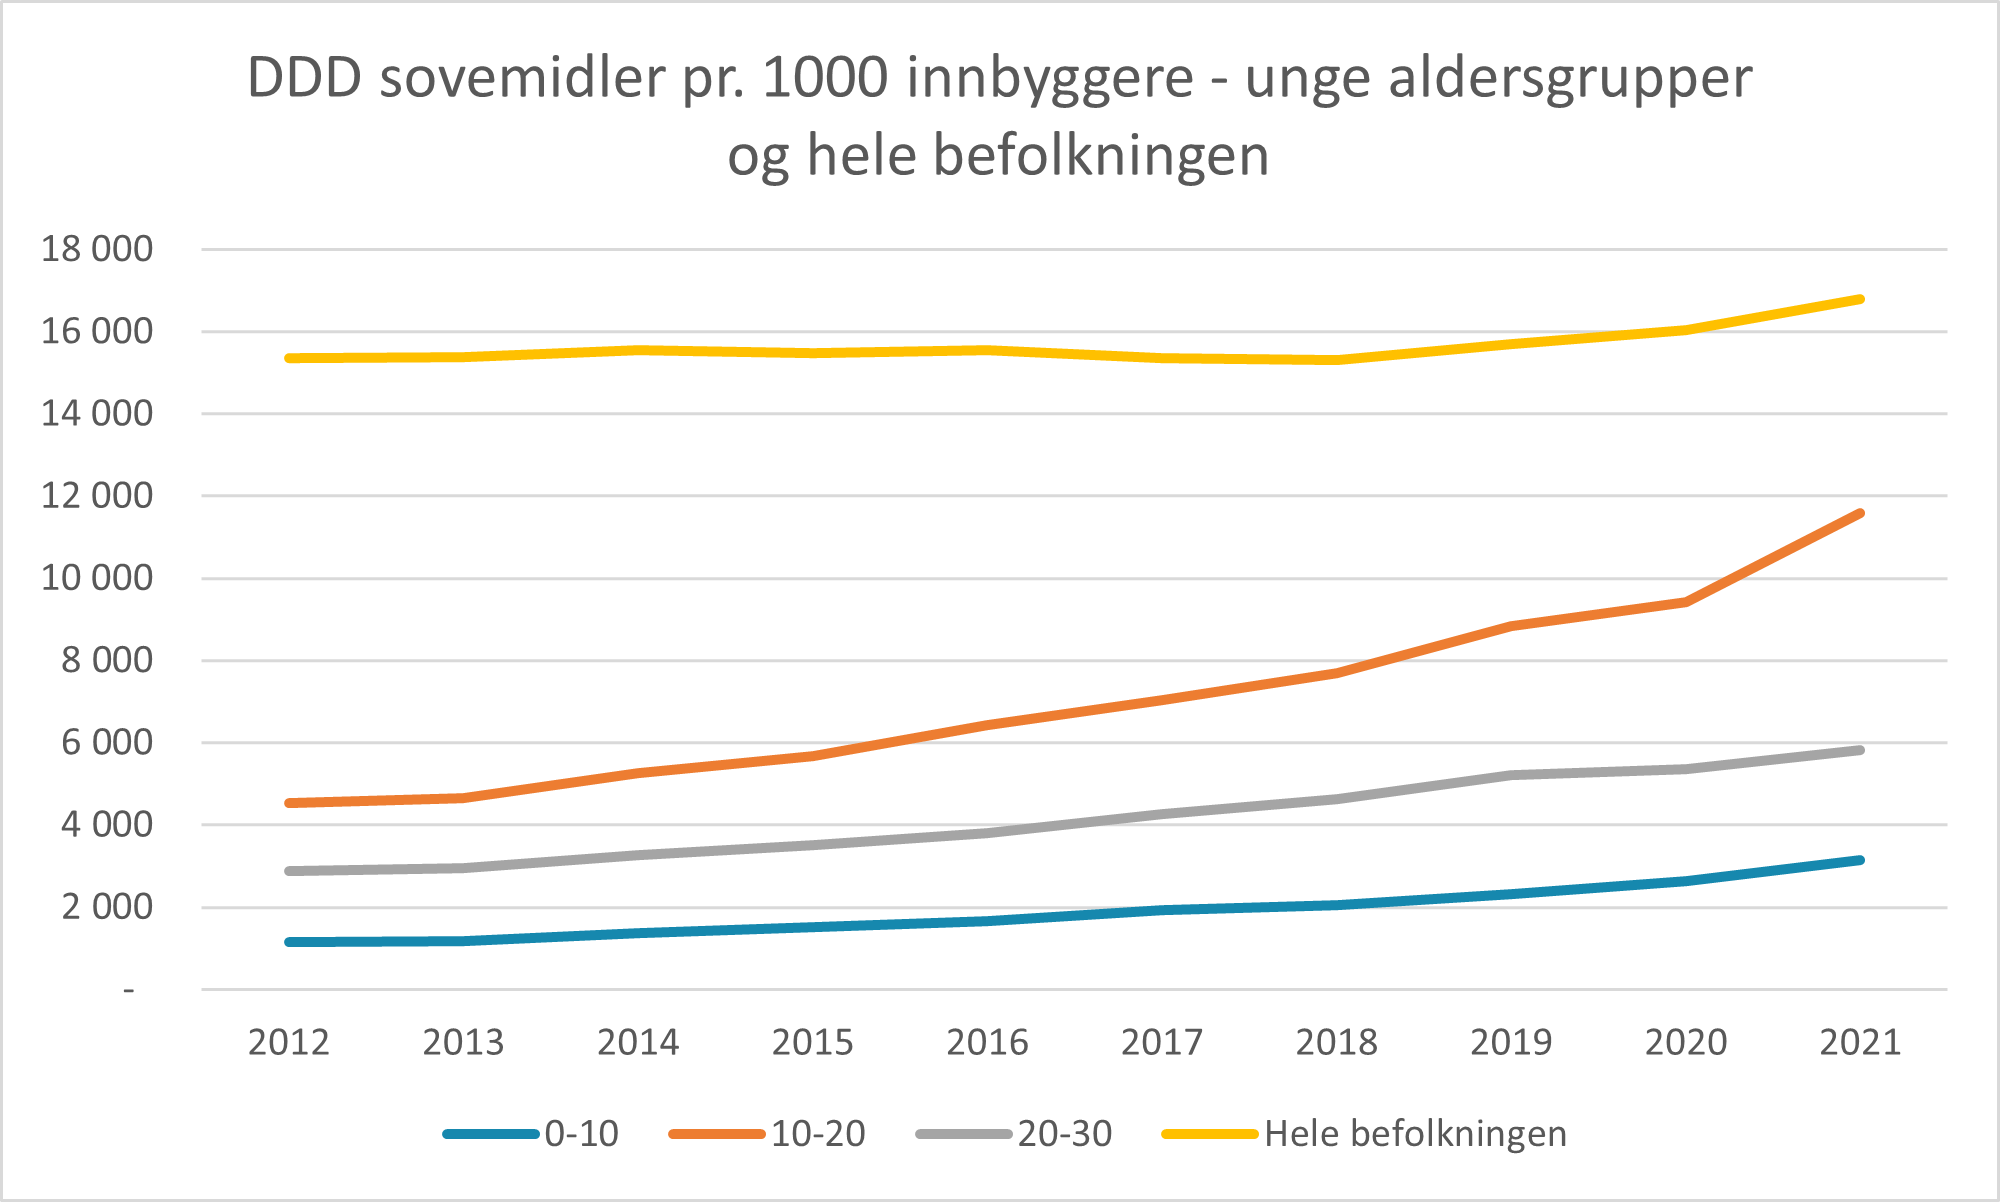 DDD sovemidler pr. 1000 innbyggere - unge aldersgrupper
og hele befolkningen
18 000
16 000
14 000
12 000
10 000
8 000
6 000
4 000
2 000
-
2012 2013 2014 2015 2016 2017 2018 2019 2020 2021
0-10 10-20 20-30 Hele befolkningen